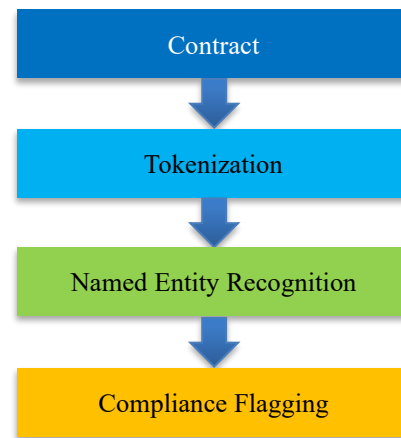 Contract
Tokenization
Named Entity Recognition
Compliance Flagging